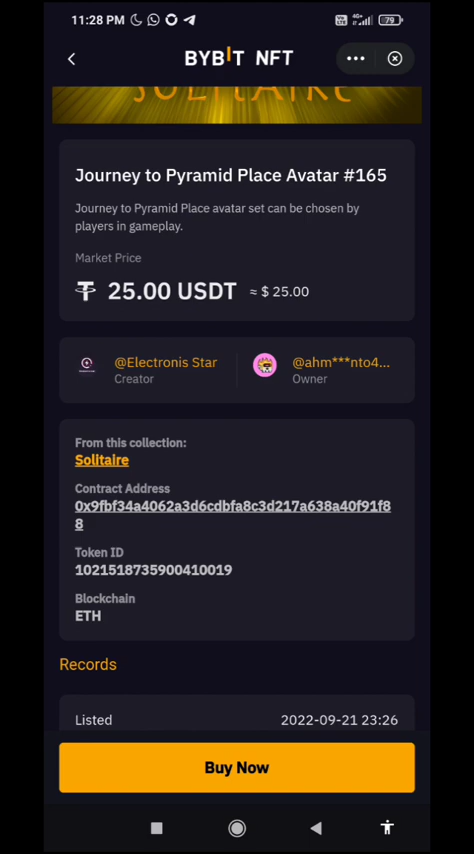 11:28 PM
79
BYBIT NFT
SOLITAIRE
Journey to Pyramid Place Avatar #165
Journey to Pyramid Place avatar set can be chosen by
players in gameplay.
Market Price
25.00 USDT ≈ $ 25.00
@Electronis Star
Creator
@ahm***nto4...
Owner
From this collection:
Solitaire
Contract Address
0x9fbf34a4062a3d6cdbfa8c3d217a638a40f91f8
8
Token ID
1021518735900410019
Blockchain
ETH
Records
Listed 2022-09-21 23:26
Buy Now